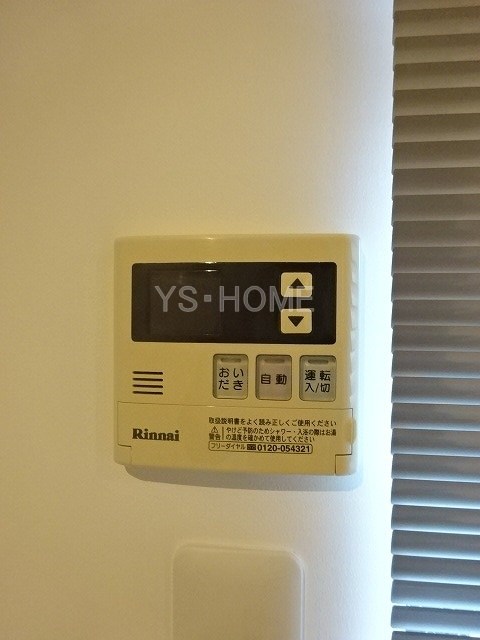 YS・HOME
▲
▼
おい
だき
自動
運転
入/切
取扱説明書をよく読み正しくご使用ください
Rinnai
⚠警告
やけど予防のためシャワー・入浴の際はお湯
の温度を確かめて使用してください
フリーダイヤル 0120-054321